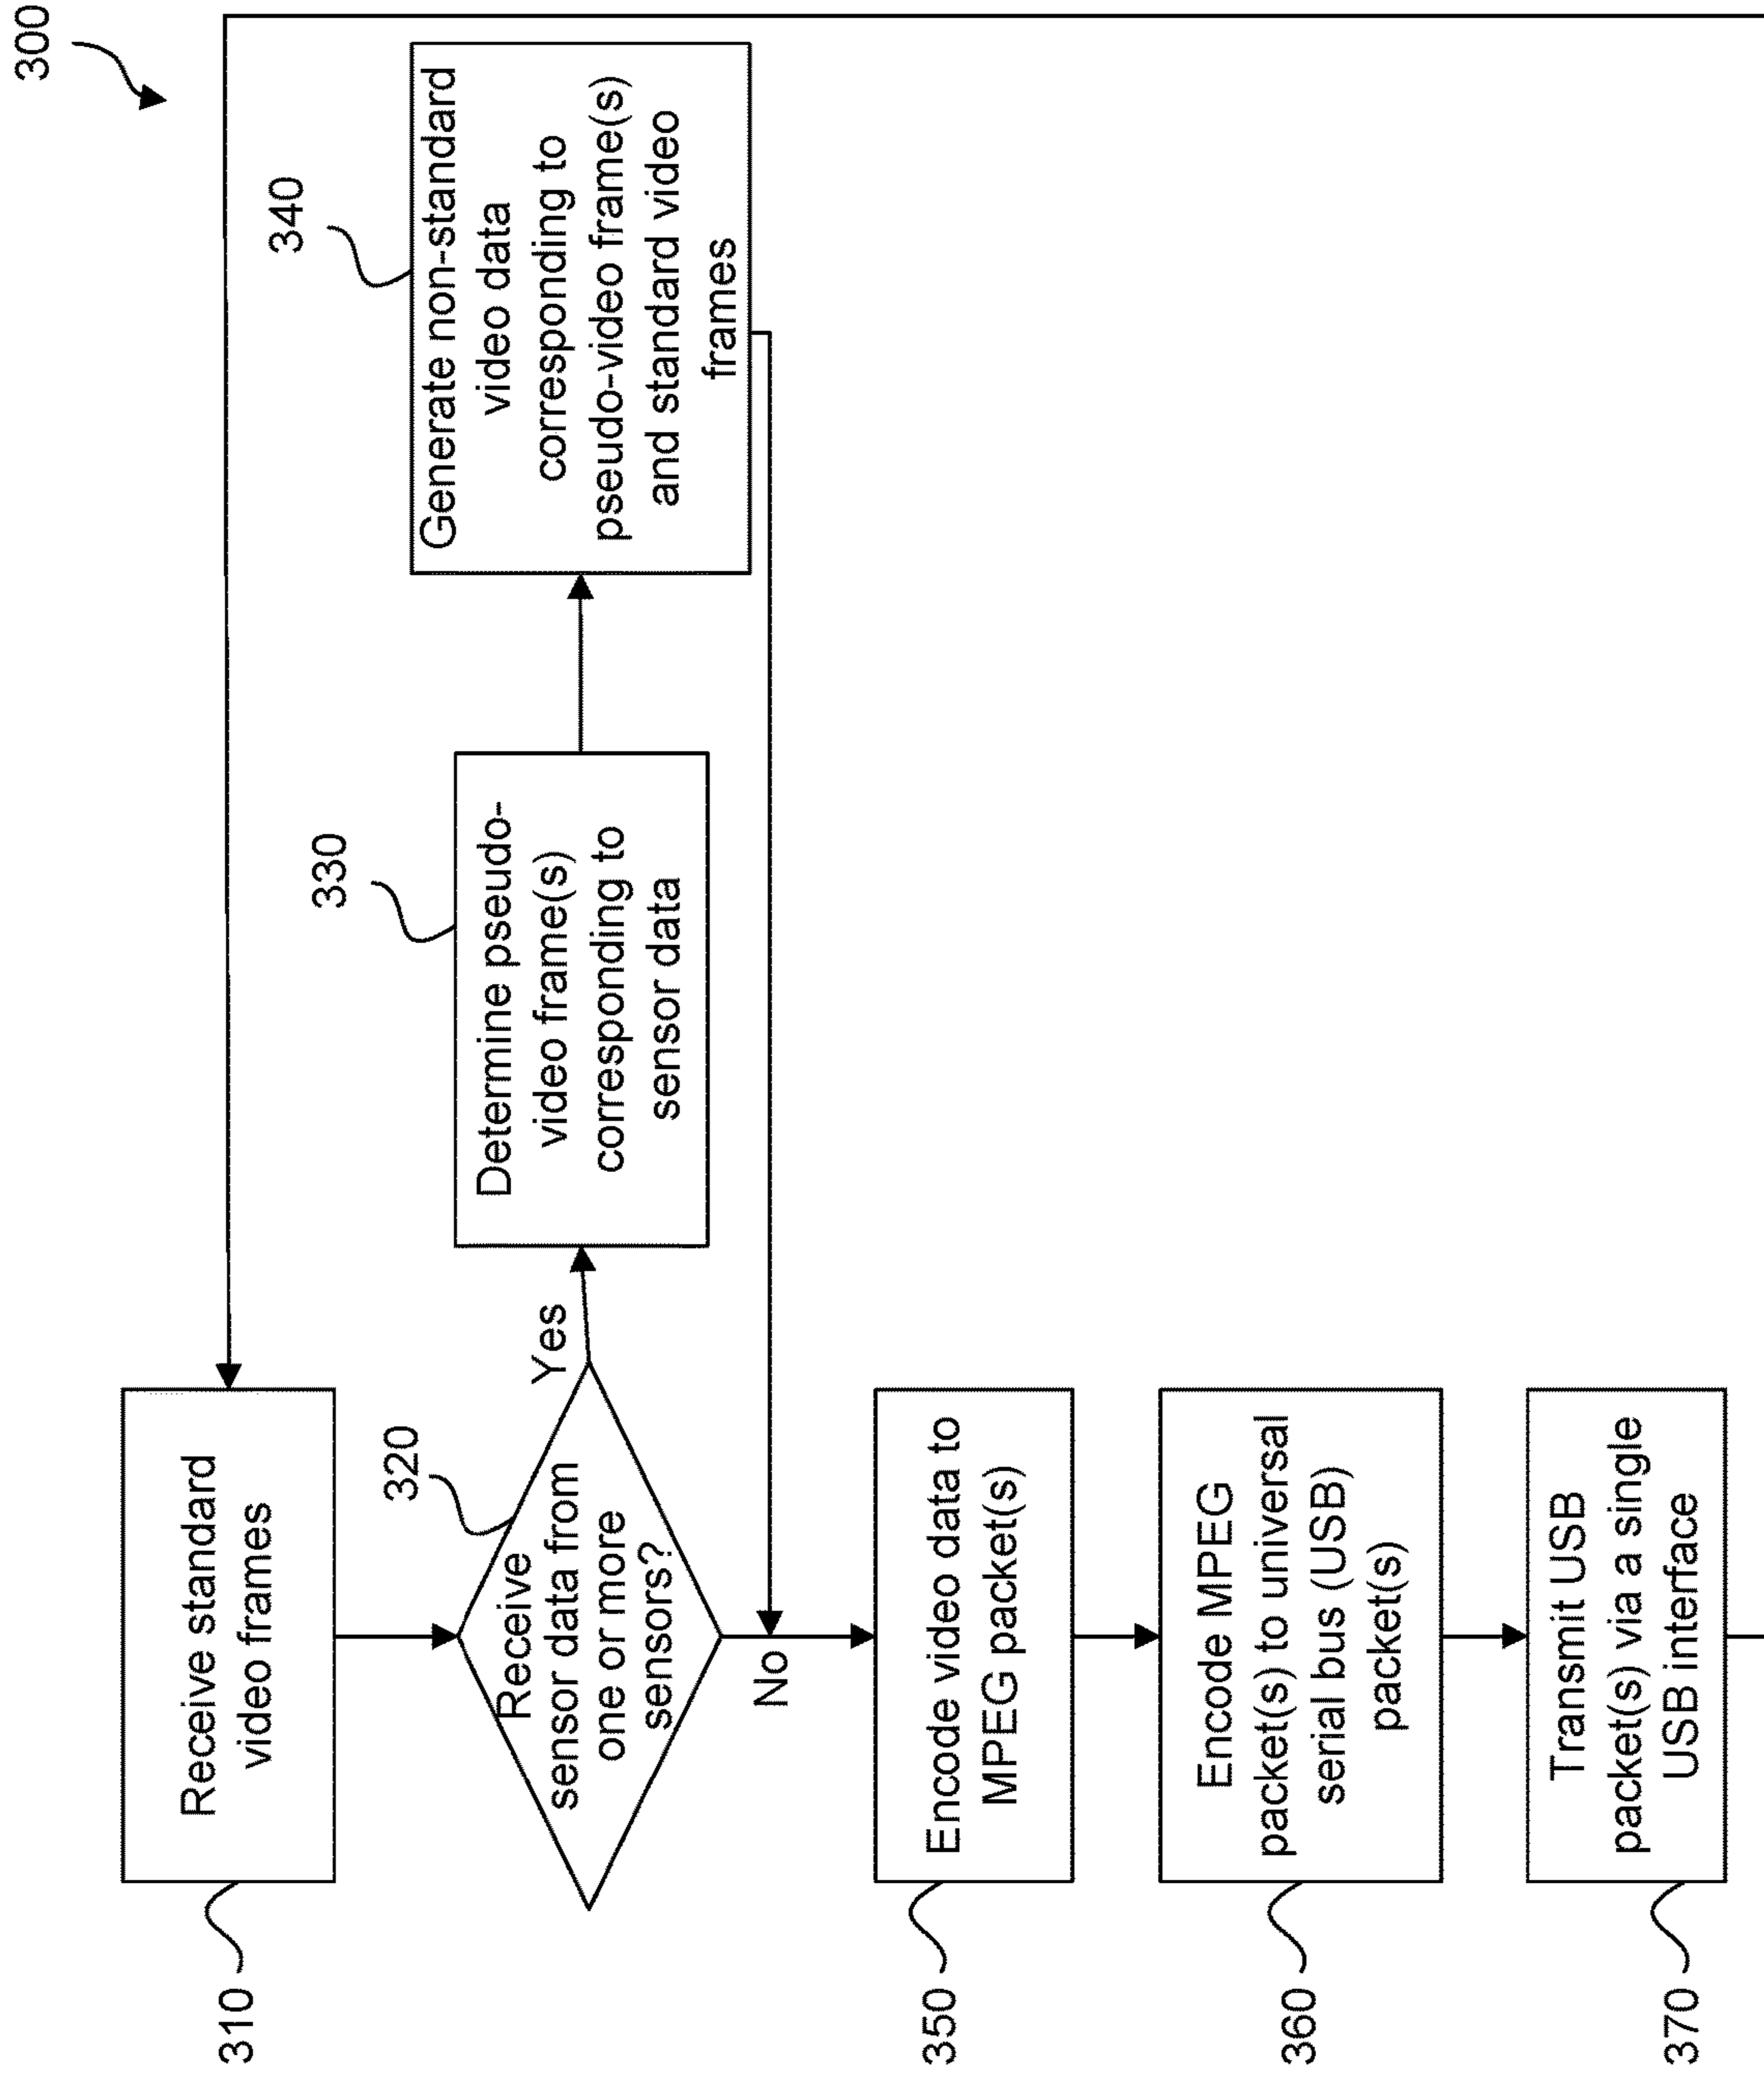 300
310
Receive standard
video frames
320
Receive
sensor data from
one or more
sensors?
Yes
No
330
Determine pseudo-
video frame(s)
corresponding to
sensor data
340
Generate non-standard
video data
corresponding to
pseudo-video frame(s)
and standard video
frames
350
Encode video data to
MPEG packet(s)
360
Encode MPEG
packet(s) to universal
serial bus (USB)
packet(s)
370
Transmit USB
packet(s) via a single
USB interface